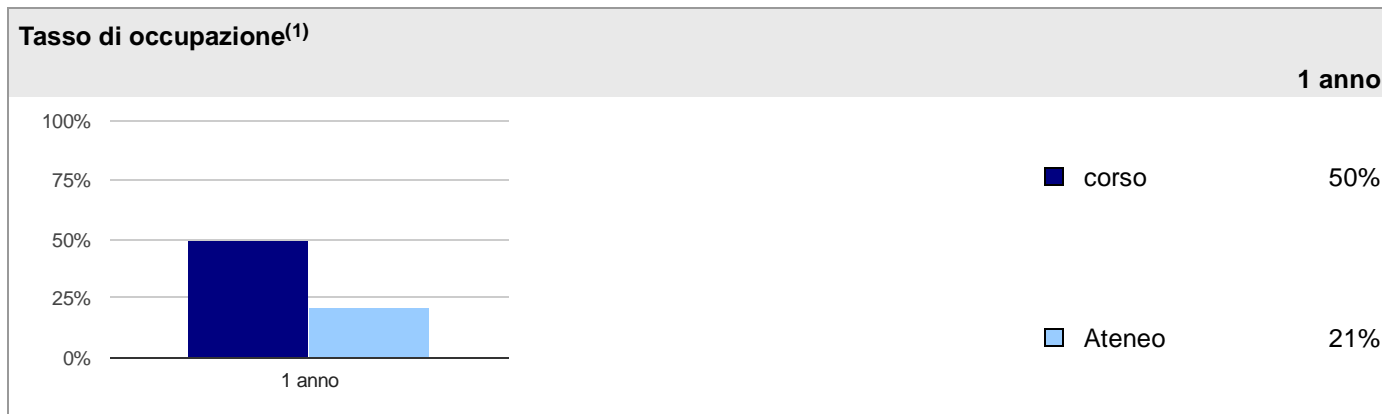 Tasso di occupazione(1)
1 anno
100%
75%
50%
25%
0%
1 anno
corso 50%
Ateneo 21%